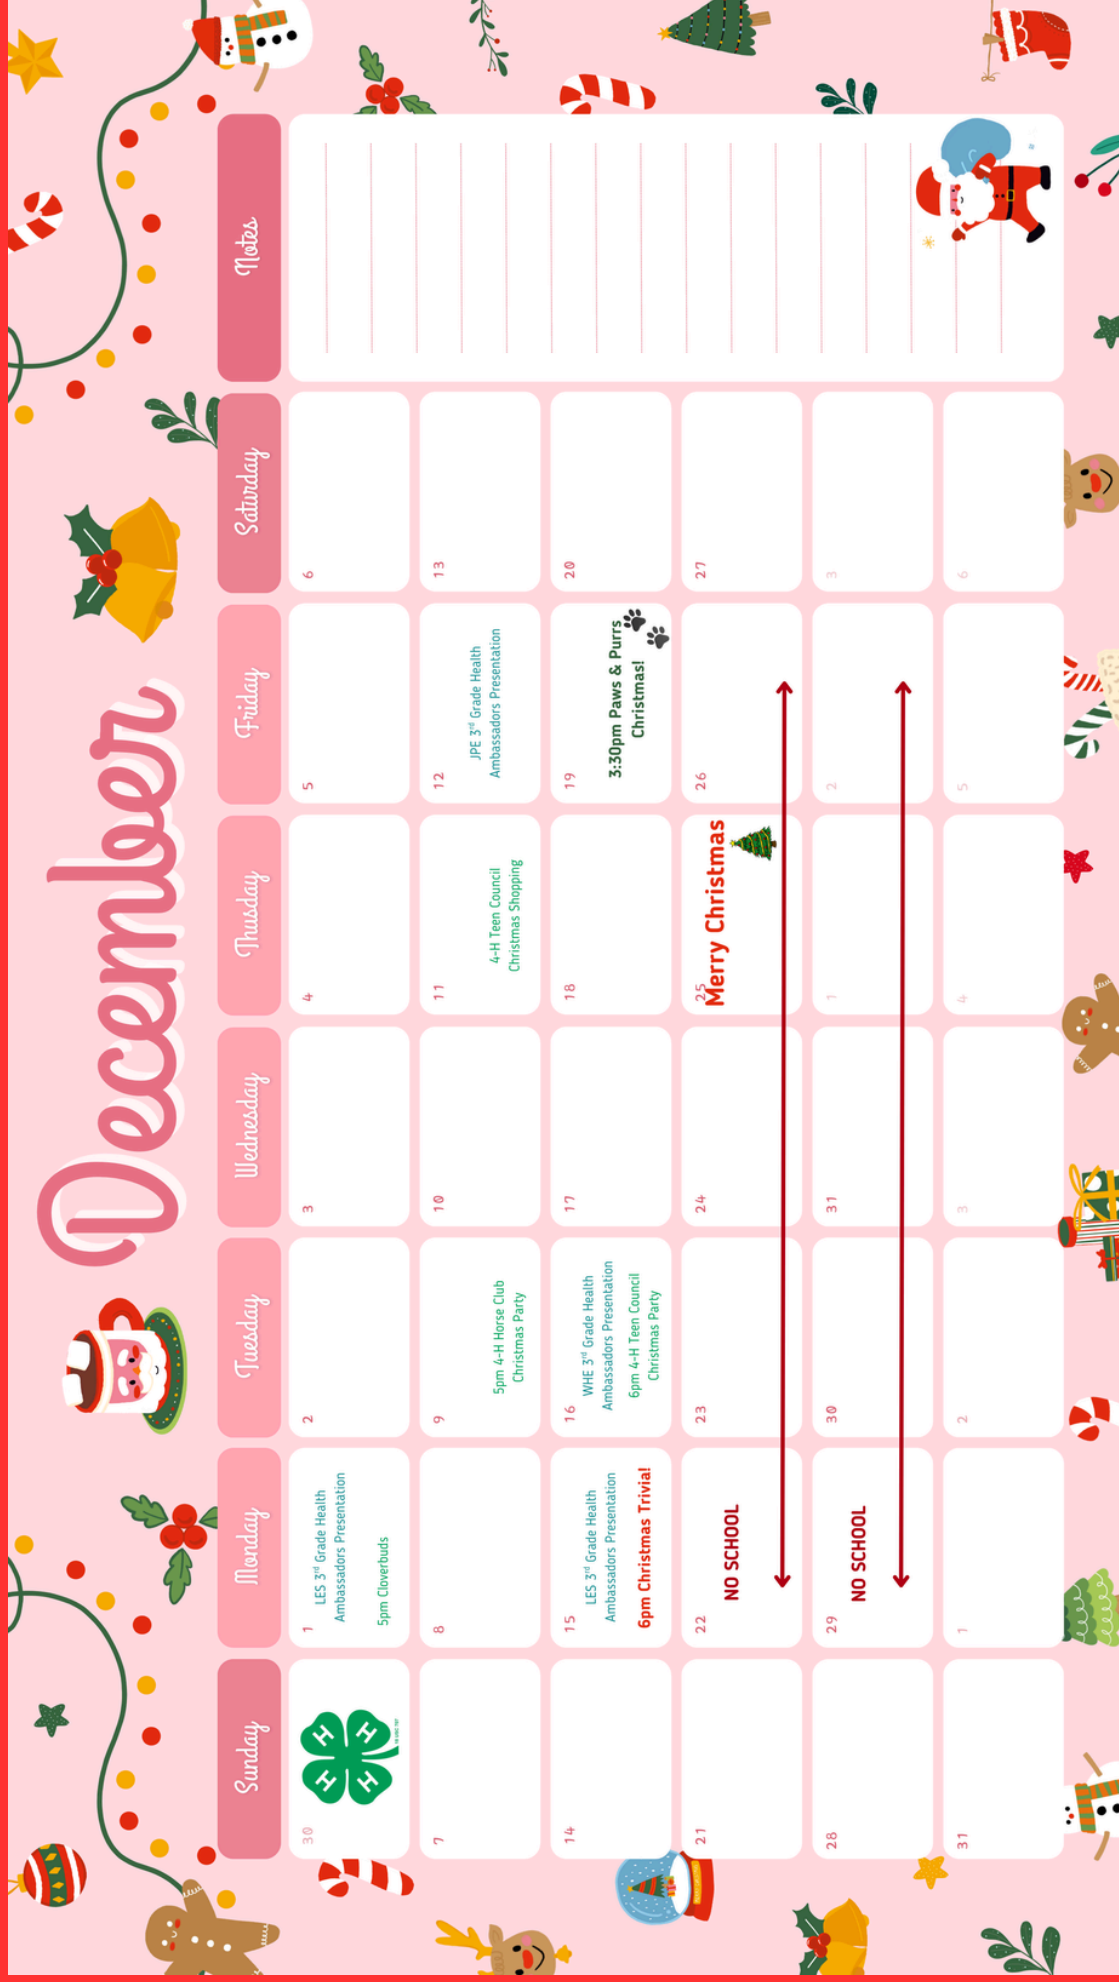 December
Sunday
Monday
Tuesday
Wednesday
Thusday
Friday
Saturday
Notes
30
H H
H H
1
LES 3rd Grade Health
Ambassadors Presentation
5pm Cloverbuds
2
3
4
5
6
7
8
9
5pm 4-H Horse Club
Christmas Party
10
11
4-H Teen Council
Christmas Shopping
12
JPE 3rd Grade Health
Ambassadors Presentation
13
14
15
LES 3rd Grade Health
Ambassadors Presentation
6pm Christmas Trivia!
16
WHE 3rd Grade Health
Ambassadors Presentation
6pm 4-H Teen Council
Christmas Party
17
18
19
3:30pm Paws & Purrs
Christmas!
20
21
22
NO SCHOOL
23
24
25
Merry Christmas
26
27
28
29
NO SCHOOL
30
31
1
2
3
31
1
2
3
4
5
6